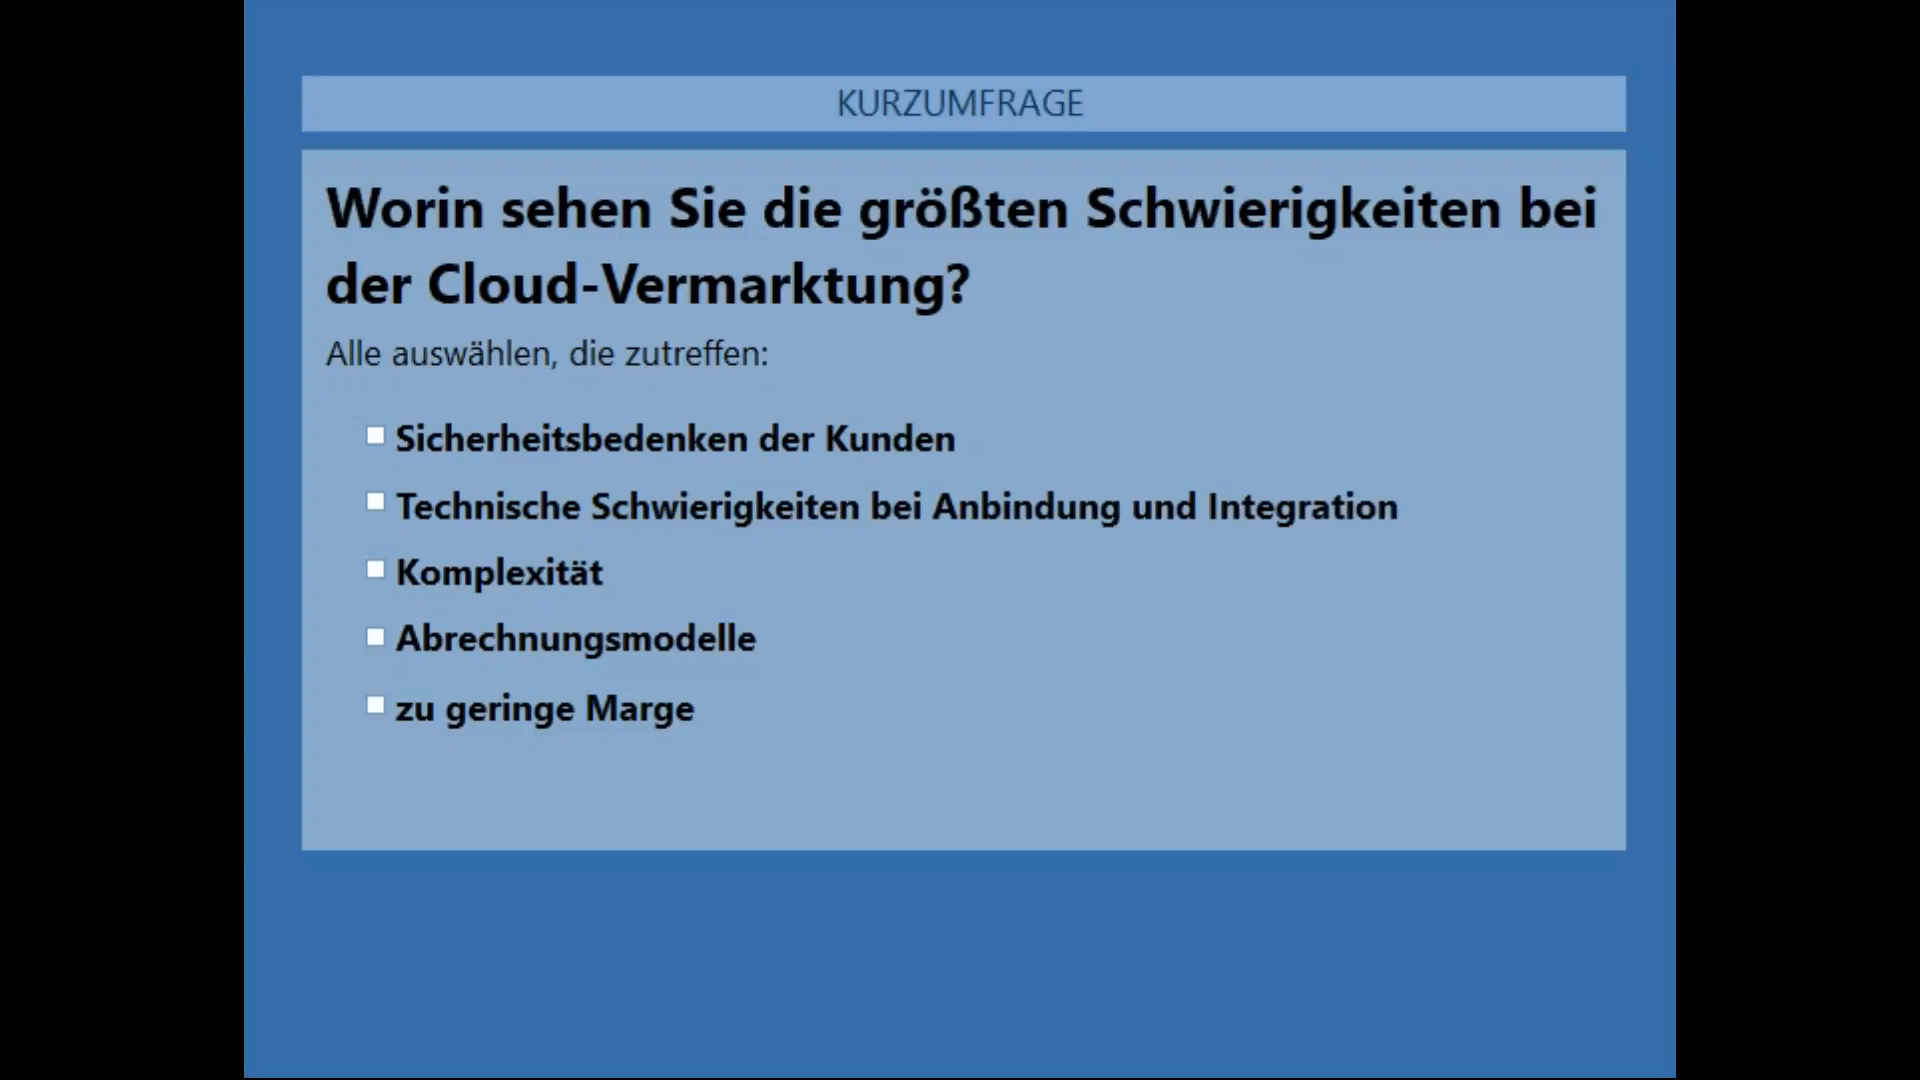 KURZUMFRAGE
Worin sehen Sie die größten Schwierigkeiten bei
der Cloud-Vermarktung?
Alle auswählen, die zutreffen:
Sicherheitsbedenken der Kunden
Technische Schwierigkeiten bei Anbindung und Integration
Komplexität
Abrechnungsmodelle
zu geringe Marge